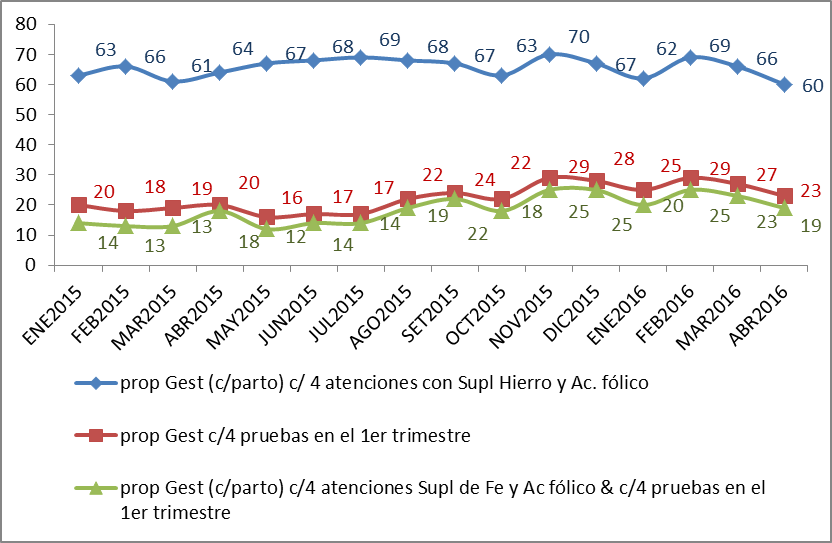 80
70
60
50
40
30
20
10
0
63 66 61 64 67 68 69 68 67 63 70 67 62 69 66 60
20 18 19 20 16 17 17 22 24 22 29 28 25 29 27 23
14 13 13 18 12 14 14 19 22 18 25 25 20 25 23 19
ENE2015 FEB2015 MAR2015 ABR2015 MAY2015 JUN2015 JUL2015 AGO2015 SET2015 OCT2015 NOV2015 DIC2015 ENE2016 FEB2016 MAR2016 ABR2016
prop Gest (c/parto) c/ 4 atenciones con Supl Hierro y Ac. fólico
prop Gest c/4 pruebas en el 1er trimestre
prop Gest (c/parto) c/4 atenciones Supl de Fe y Ac fólico & c/4 pruebas en el
1er trimestre